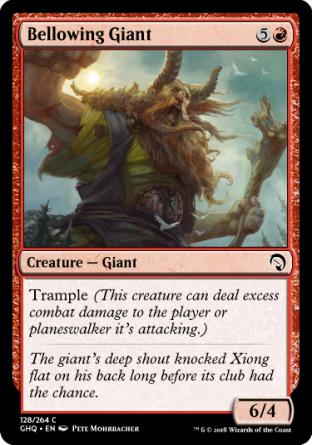 Bellowing Giant 5
Creature — Giant
Trample (This creature can deal excess
combat damage to the player or
planeswalker it's attacking.)
The giant's deep shout knocked Xiong
flat on his back long before its club had
the chance.
6/4
128/264 C
GHQ • EN Pete Mohrbacher
™ & © 2018 Wizards of the Coast